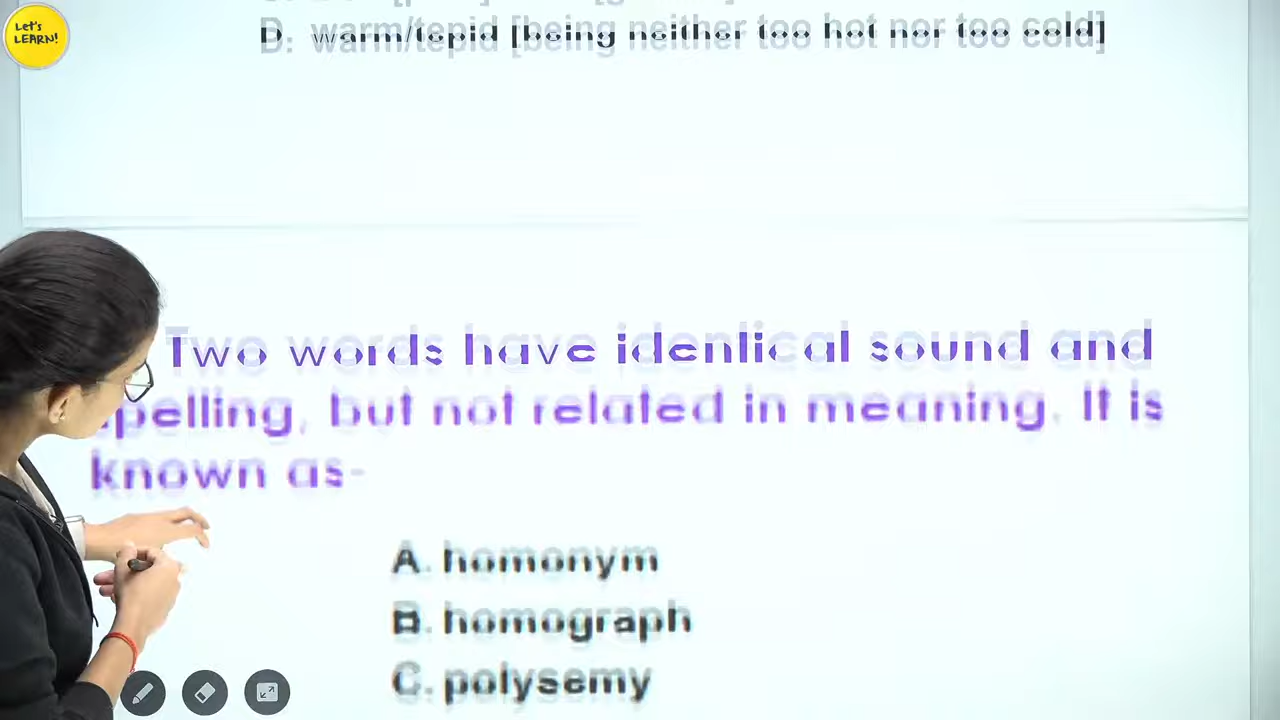 Let's
LEARN!
D: warm/tepid [being neither too hot nor too cold]
Two words have identical sound and
spelling, but not related in meaning. It is
known as-
A. homonym
B. homograph
C. polysemy